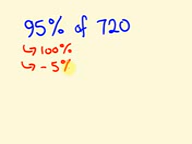 95% of 720
↳ 100%
↳ - 5%